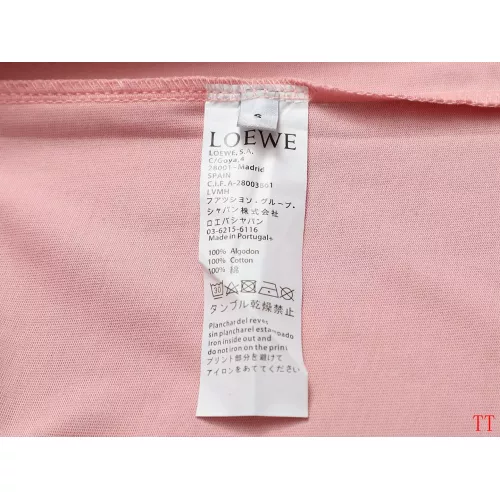 S
LOEWE
LOEWE, S.A.
C/Goya,4
28001-Madrid
SPAIN
C.I.F. A-28003861
LVMH
ファッション・グループ・
ジャパン株式会社
ロエベジャパン
03-6215-6116
Made in Portugal
100% Algodon
100% Cotton
100% 綿
30
タンブル乾燥禁止
Planchar del reves
sin planchar el estampado
Iron inside out and
do not iron on the print
プリント部分を避けて
アイロンをあててください
TT